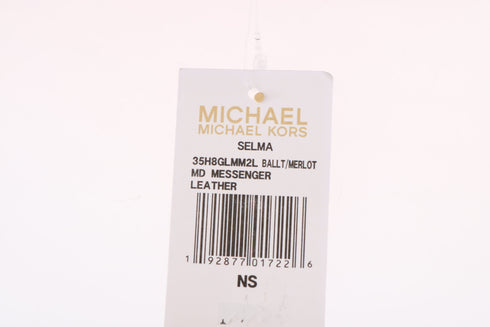 MICHAEL
MICHAEL KORS
SELMA
35H8GLMM2L BALLT/MERLOT
MD MESSENGER
LEATHER
1 92877 01722 6
NS